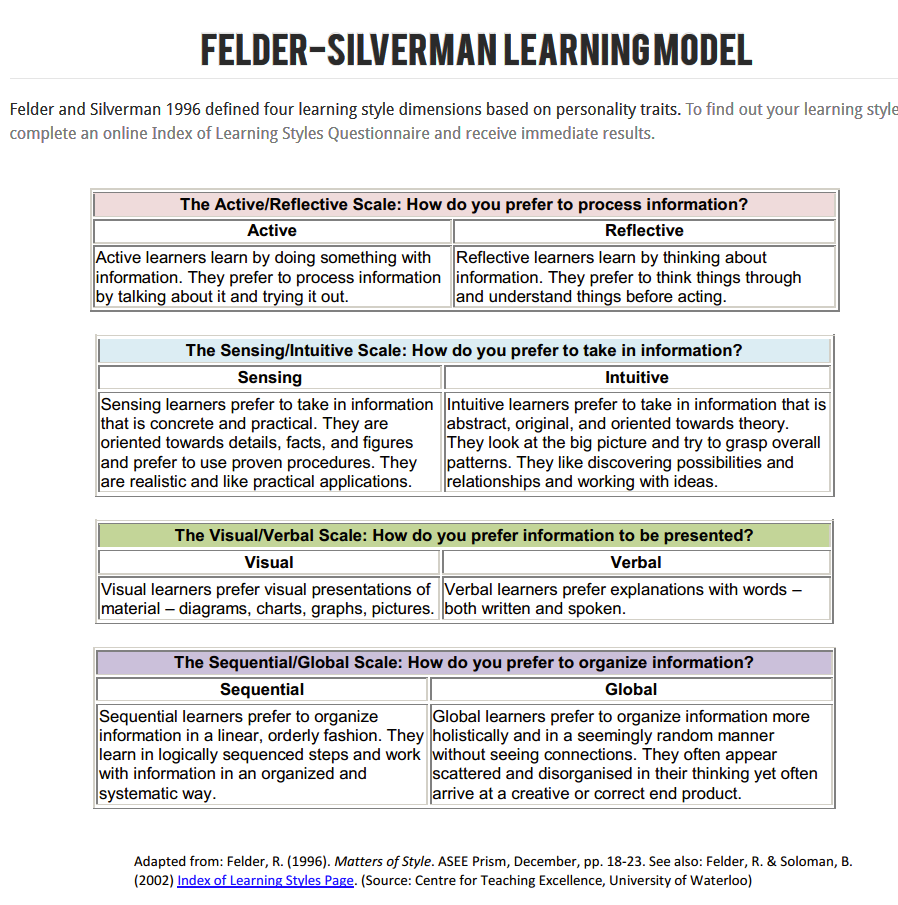 FELDER-SILVERMAN LEARNING MODEL
Felder and Silverman 1996 defined four learning style dimensions based on personality traits. To find out your learning style
complete an online Index of Learning Styles Questionnaire and receive immediate results.
The Active/Reflective Scale: How do you prefer to process information?
Active
Reflective
Active learners learn by doing something with
information. They prefer to process information
by talking about it and trying it out.
Reflective learners learn by thinking about
information. They prefer to think things through
and understand things before acting.
The Sensing/Intuitive Scale: How do you prefer to take in information?
Sensing
Intuitive
Sensing learners prefer to take in information
that is concrete and practical. They are
oriented towards details, facts, and figures
and prefer to use proven procedures. They
are realistic and like practical applications.
Intuitive learners prefer to take in information that is
abstract, original, and oriented towards theory.
They look at the big picture and try to grasp overall
patterns. They like discovering possibilities and
relationships and working with ideas.
The Visual/Verbal Scale: How do you prefer information to be presented?
Visual
Verbal
Visual learners prefer visual presentations of
material – diagrams, charts, graphs, pictures.
Verbal learners prefer explanations with words –
both written and spoken.
The Sequential/Global Scale: How do you prefer to organize information?
Sequential
Global
Sequential learners prefer to organize
information in a linear, orderly fashion. They
learn in logically sequenced steps and work
with information in an organized and
systematic way.
Global learners prefer to organize information more
holistically and in a seemingly random manner
without seeing connections. They often appear
scattered and disorganised in their thinking yet often
arrive at a creative or correct end product.
Adapted from: Felder, R. (1996). Matters of Style. ASEE Prism, December, pp. 18-23. See also: Felder, R. & Soloman, B.
(2002) Index of Learning Styles Page. (Source: Centre for Teaching Excellence, University of Waterloo)